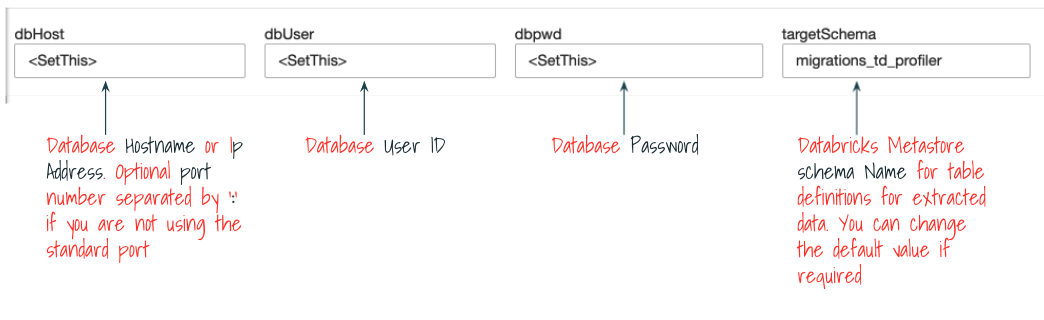 dbHost
dbUser
dbpwd
targetSchema
<SetThis>
<SetThis>
<SetThis>
migrations_td_profiler
Database Hostname or Ip
Address. Optional port
number separated by ':'
if you are not using the
standard port
Database User ID
Database Password
Databricks Metastore
schema Name for table
definitions for extracted
data. You can change
the default value if
required